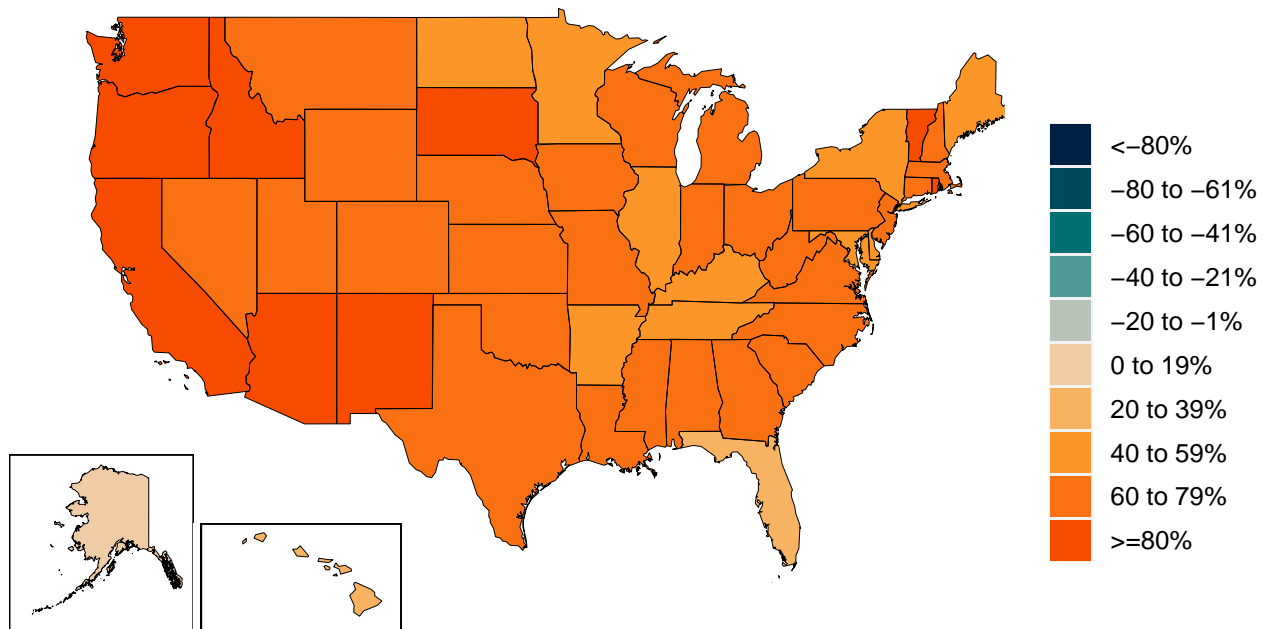 <−80%
−80 to −61%
−60 to −41%
−40 to −21%
−20 to −1%
0 to 19%
20 to 39%
40 to 59%
60 to 79%
>=80%